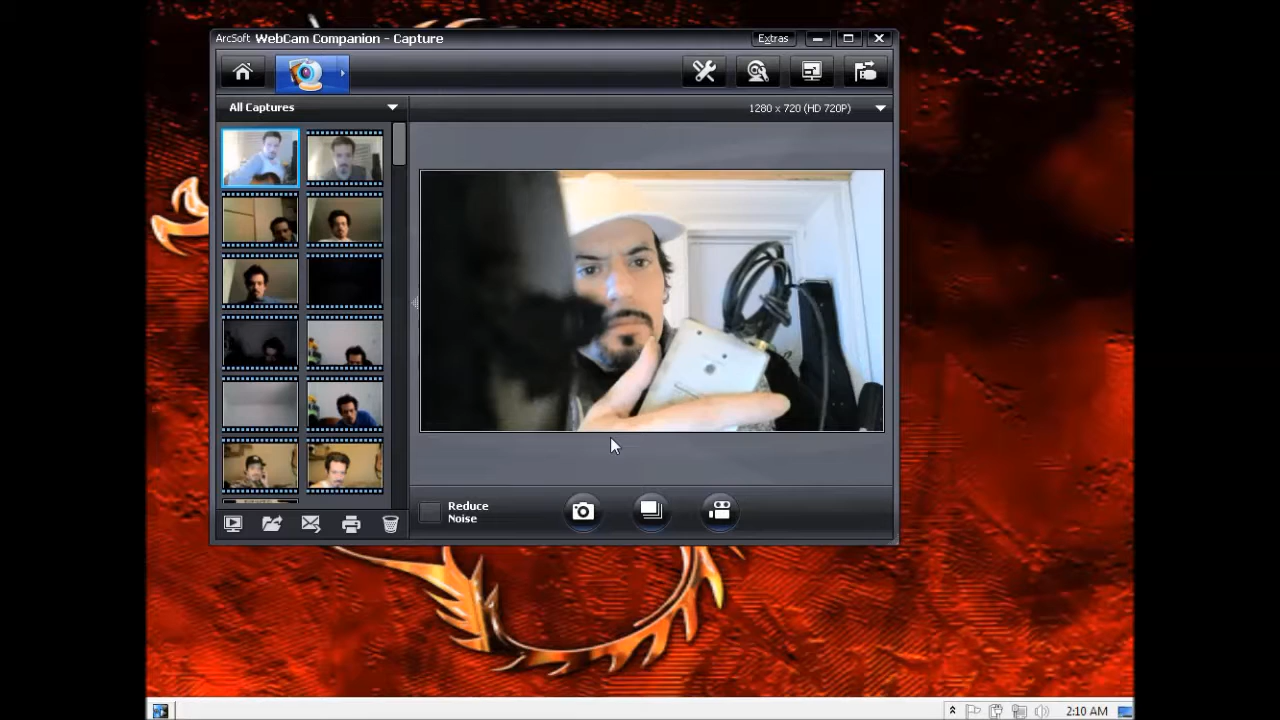 ArcSoft WebCam Companion - Capture
Extras
All Captures
1280 x 720 (HD 720P)
Reduce
Noise
2:10 AM